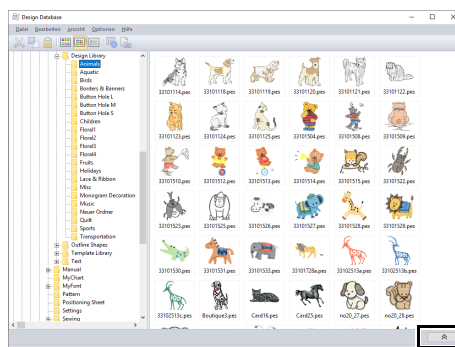 Design Database
Datei Bearbeiten Ansicht Optionen Hilfe
Design Library
Animals
Aquatic
Birds
Borders & Banners
Button Hole L
Button Hole M
Button Hole S
Children
Floral1
Floral2
Floral3
Floral4
Fruits
Holidays
Lace & Ribbon
Misc
Monogram Decoration
Music
Neuer Ordner
Quilt
Sports
Transportation
Outline Shapes
Template Library
Text
Manual
MyChart
MyFont
Pattern
Positioning Sheet
Settings
Sewing
33101114.pes 33101118.pes 33101119.pes 33101120.pes 33101121.pes 33101122.pes
33101123.pes 33101124.pes 33101125.pes 33101504.pes 33101508.pes 33101509.pes
33101510.pes 33101512.pes 33101513.pes 33101514.pes 33101515.pes 33101522.pes
33101523.pes 33101525.pes 33101526.pes 33101527.pes 33101528.pes 33101528.pes
33101530.pes 33101531.pes 33101533.pes 33101728a.pes 33102513a.pes 33102513b.pes
33102513c.pes Boutique3.pes Card16.pes Card25.pes no20_27.pes no20_28.pes